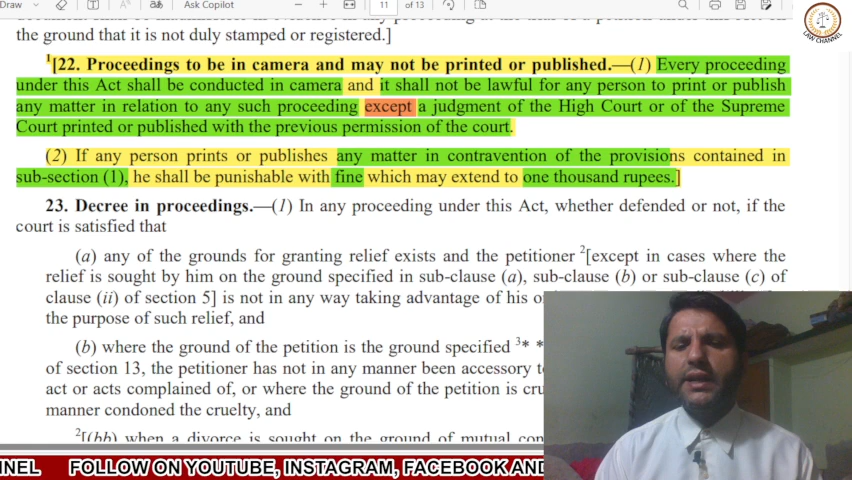 Draw
Ask Copilot
11
of 13
the ground that it is not duly stamped or registered.]
1[22. Proceedings to be in camera and may not be printed or published.—(1) Every proceeding
under this Act shall be conducted in camera and it shall not be lawful for any person to print or publish
any matter in relation to any such proceeding except a judgment of the High Court or of the Supreme
Court printed or published with the previous permission of the court.
(2) If any person prints or publishes any matter in contravention of the provisions contained in
sub-section (1), he shall be punishable with fine which may extend to one thousand rupees.]
23. Decree in proceedings.—(1) In any proceeding under this Act, whether defended or not, if the
court is satisfied that
(a) any of the grounds for granting relief exists and the petitioner 2[except in cases where the
relief is sought by him on the ground specified in sub-clause (a), sub-clause (b) or sub-clause (c) of
clause (ii) of section 5] is not in any way taking advantage of his
the purpose of such relief, and
(b) where the ground of the petition is the ground specified 3* *
of section 13, the petitioner has not in any manner been accessory
act or acts complained of, or where the ground of the petition is
manner condoned the cruelty, and
2[(bb) when a divorce is sought on the ground of mutual
LAW CHANNEL
NEL FOLLOW ON YOUTUBE, INSTAGRAM, FACEBOOK AND